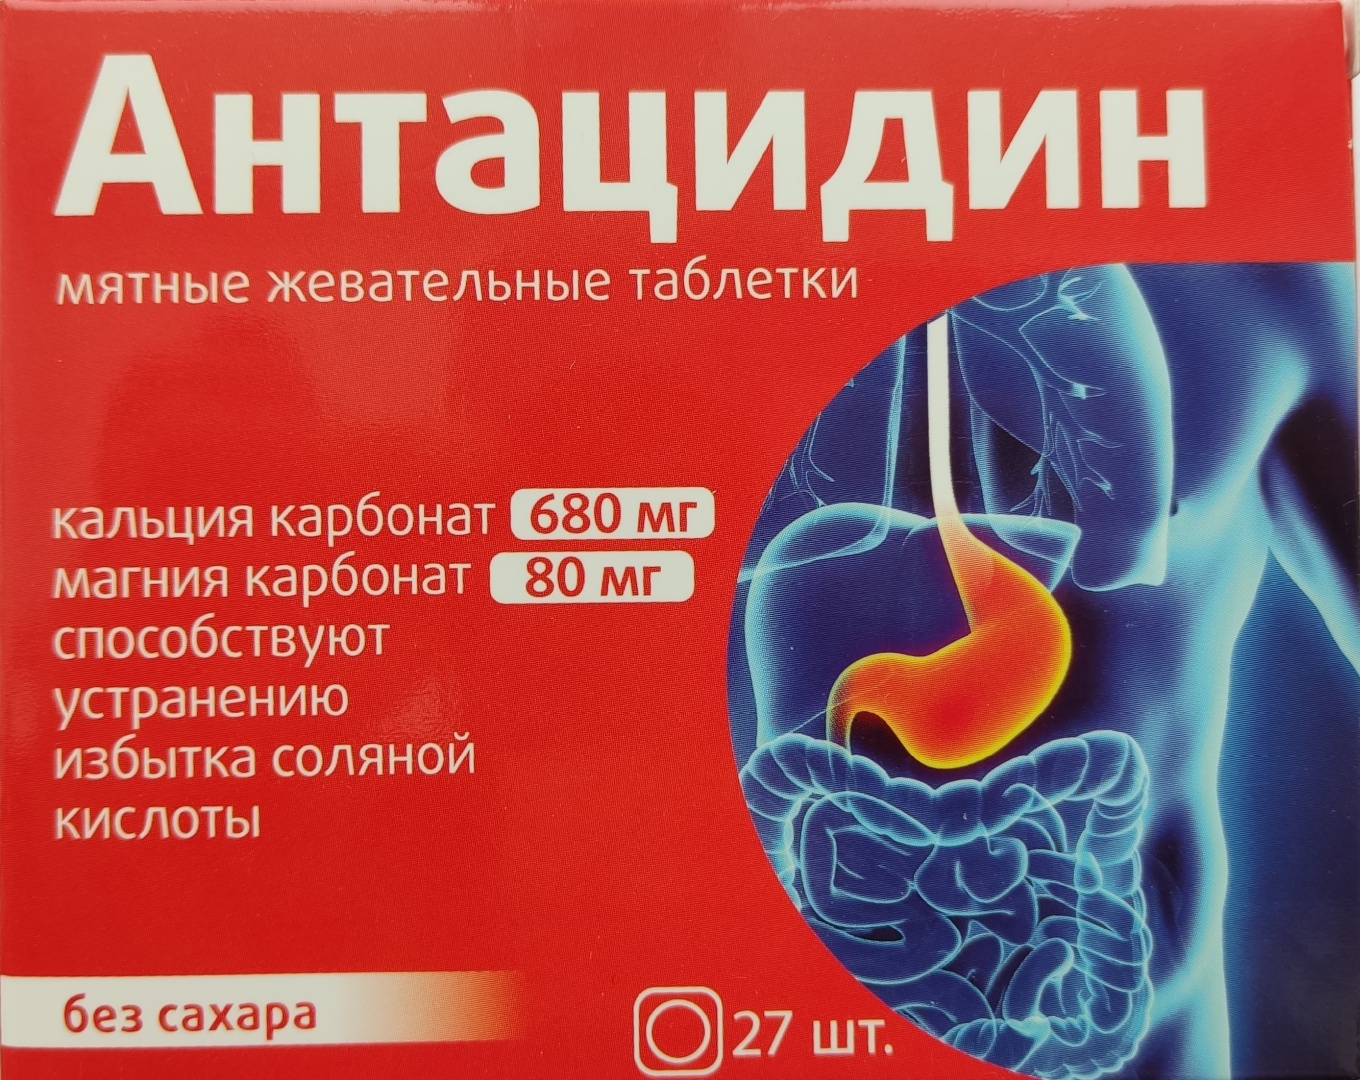 Антацидин
мятные жевательные таблетки
кальция карбонат 680 мг
магния карбонат 80 мг
способствуют
устранению
избытка соляной
кислоты
без сахара
27 шт.